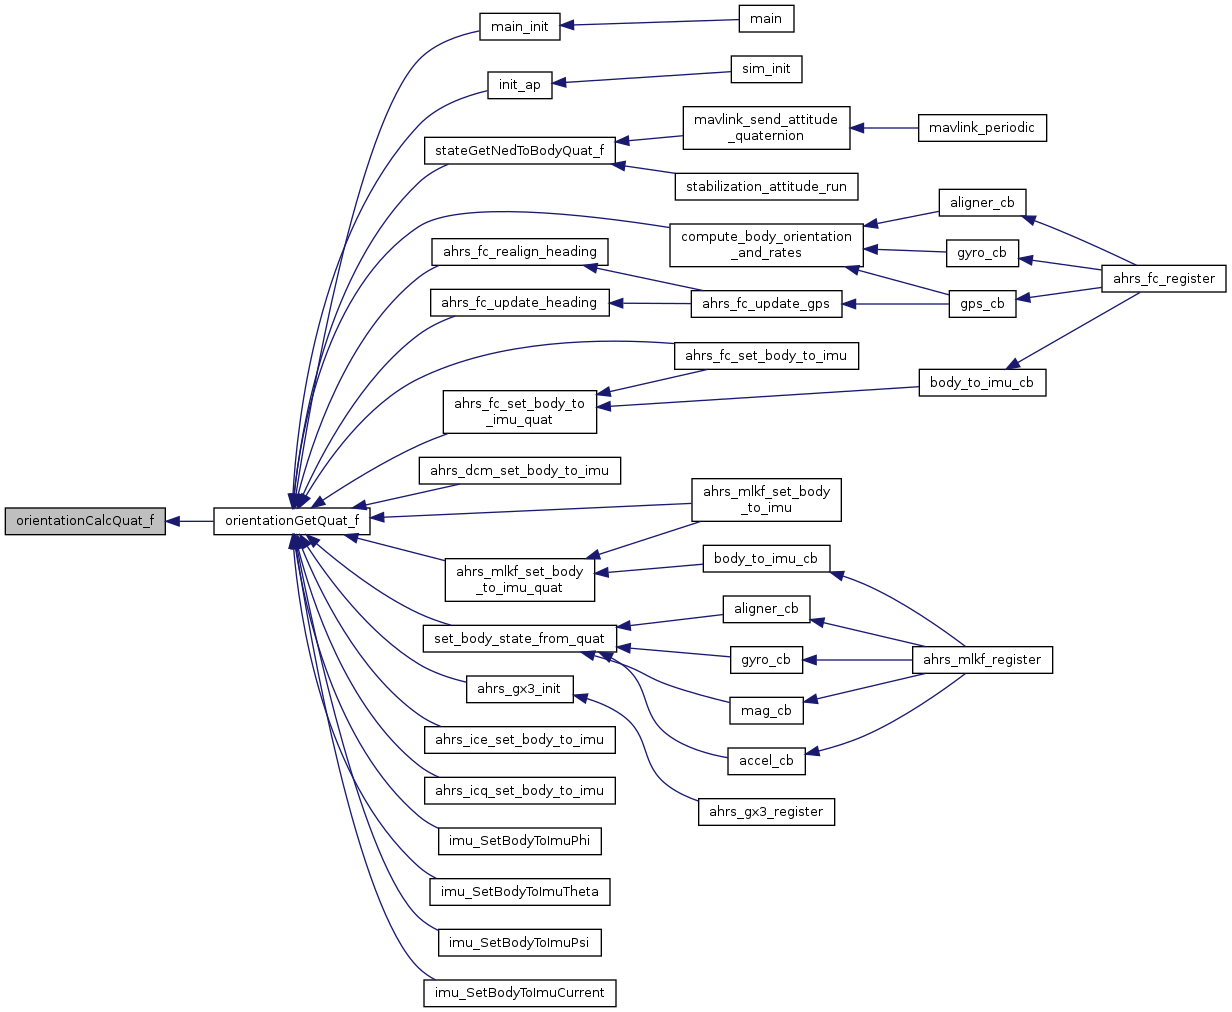 main_init
main
init_ap
sim_init
stateGetNedToBodyQuat_f
mavlink_send_attitude
_quaternion
mavlink_periodic
stabilization_attitude_run
compute_body_orientation
_and_rates
aligner_cb
gyro_cb
gps_cb
ahrs_fc_register
ahrs_fc_realign_heading
ahrs_fc_update_heading
ahrs_fc_update_gps
ahrs_fc_set_body_to_imu
ahrs_fc_set_body_to
_imu_quat
body_to_imu_cb
ahrs_dcm_set_body_to_imu
orientationCalcQuat_f
orientationGetQuat_f
ahrs_mlkf_set_body
_to_imu
ahrs_mlkf_set_body
_to_imu_quat
body_to_imu_cb
set_body_state_from_quat
aligner_cb
gyro_cb
mag_cb
accel_cb
ahrs_mlkf_register
ahrs_gx3_init
ahrs_gx3_register
ahrs_ice_set_body_to_imu
ahrs_icq_set_body_to_imu
imu_SetBodyToImuPhi
imu_SetBodyToImuTheta
imu_SetBodyToImuPsi
imu_SetBodyToImuCurrent